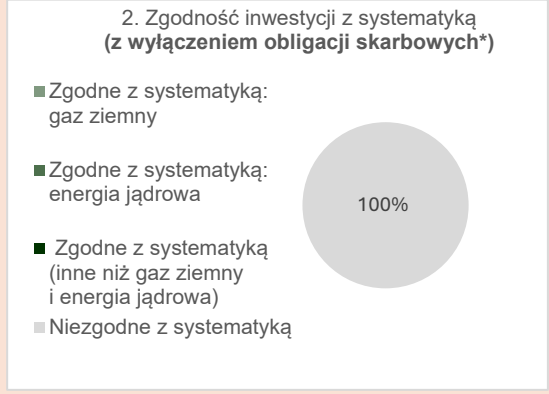 2. Zgodność inwestycji z systematyką
(z wyłączeniem obligacji skarbowych*)
Zgodne z systematyką:
gaz ziemny
Zgodne z systematyką:
energia jądrowa
Zgodne z systematyką
(inne niż gaz ziemny
i energia jądrowa)
Niezgodne z systematyką
100%